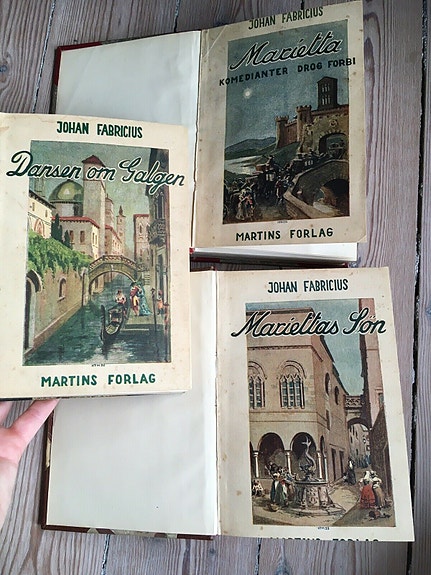 JOHAN FABRICIUS
Marietta
KOMEDIANTER DROG FORBI
MARTINS FORLAG
JOHAN FABRICIUS
Dansen om Galgen
MARTINS FORLAG
JOHAN FABRICIUS
Mariettas Søn